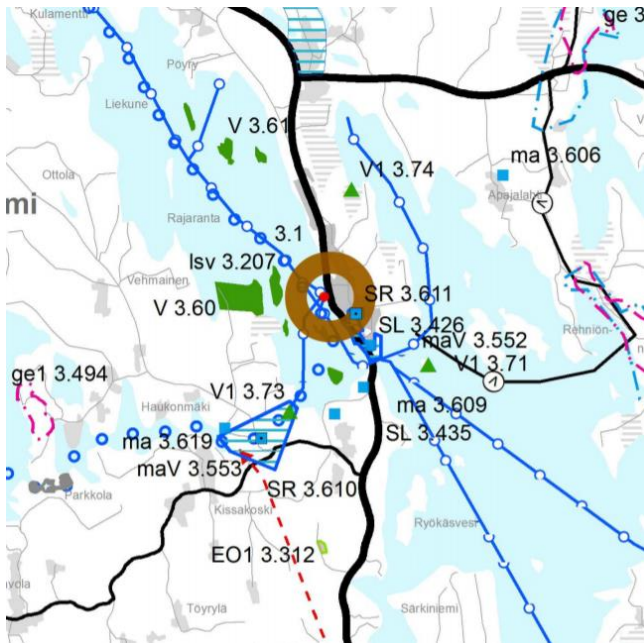 Kulamentti
ge 3
Pöyry
Liekune
V 3.61
V1 3.74
ma 3.606
Apajalahti
Ottola
mi
Rajaranta
3.1
lsv 3.207
Vehmainen
V 3.60
SR 3.611
SL 3.426
Rehniö-
maV 3.552
V1 3.71
ge1 3.494
V1 3.73
Haukonmäki
ma 3.609
ma 3.619
SL 3.435
maV 3.553
SR 3.610
Parkkola
Kissakoski
Ryökäsvesi
EO1 3.312
avola
Töyrylä
Särkiniemi